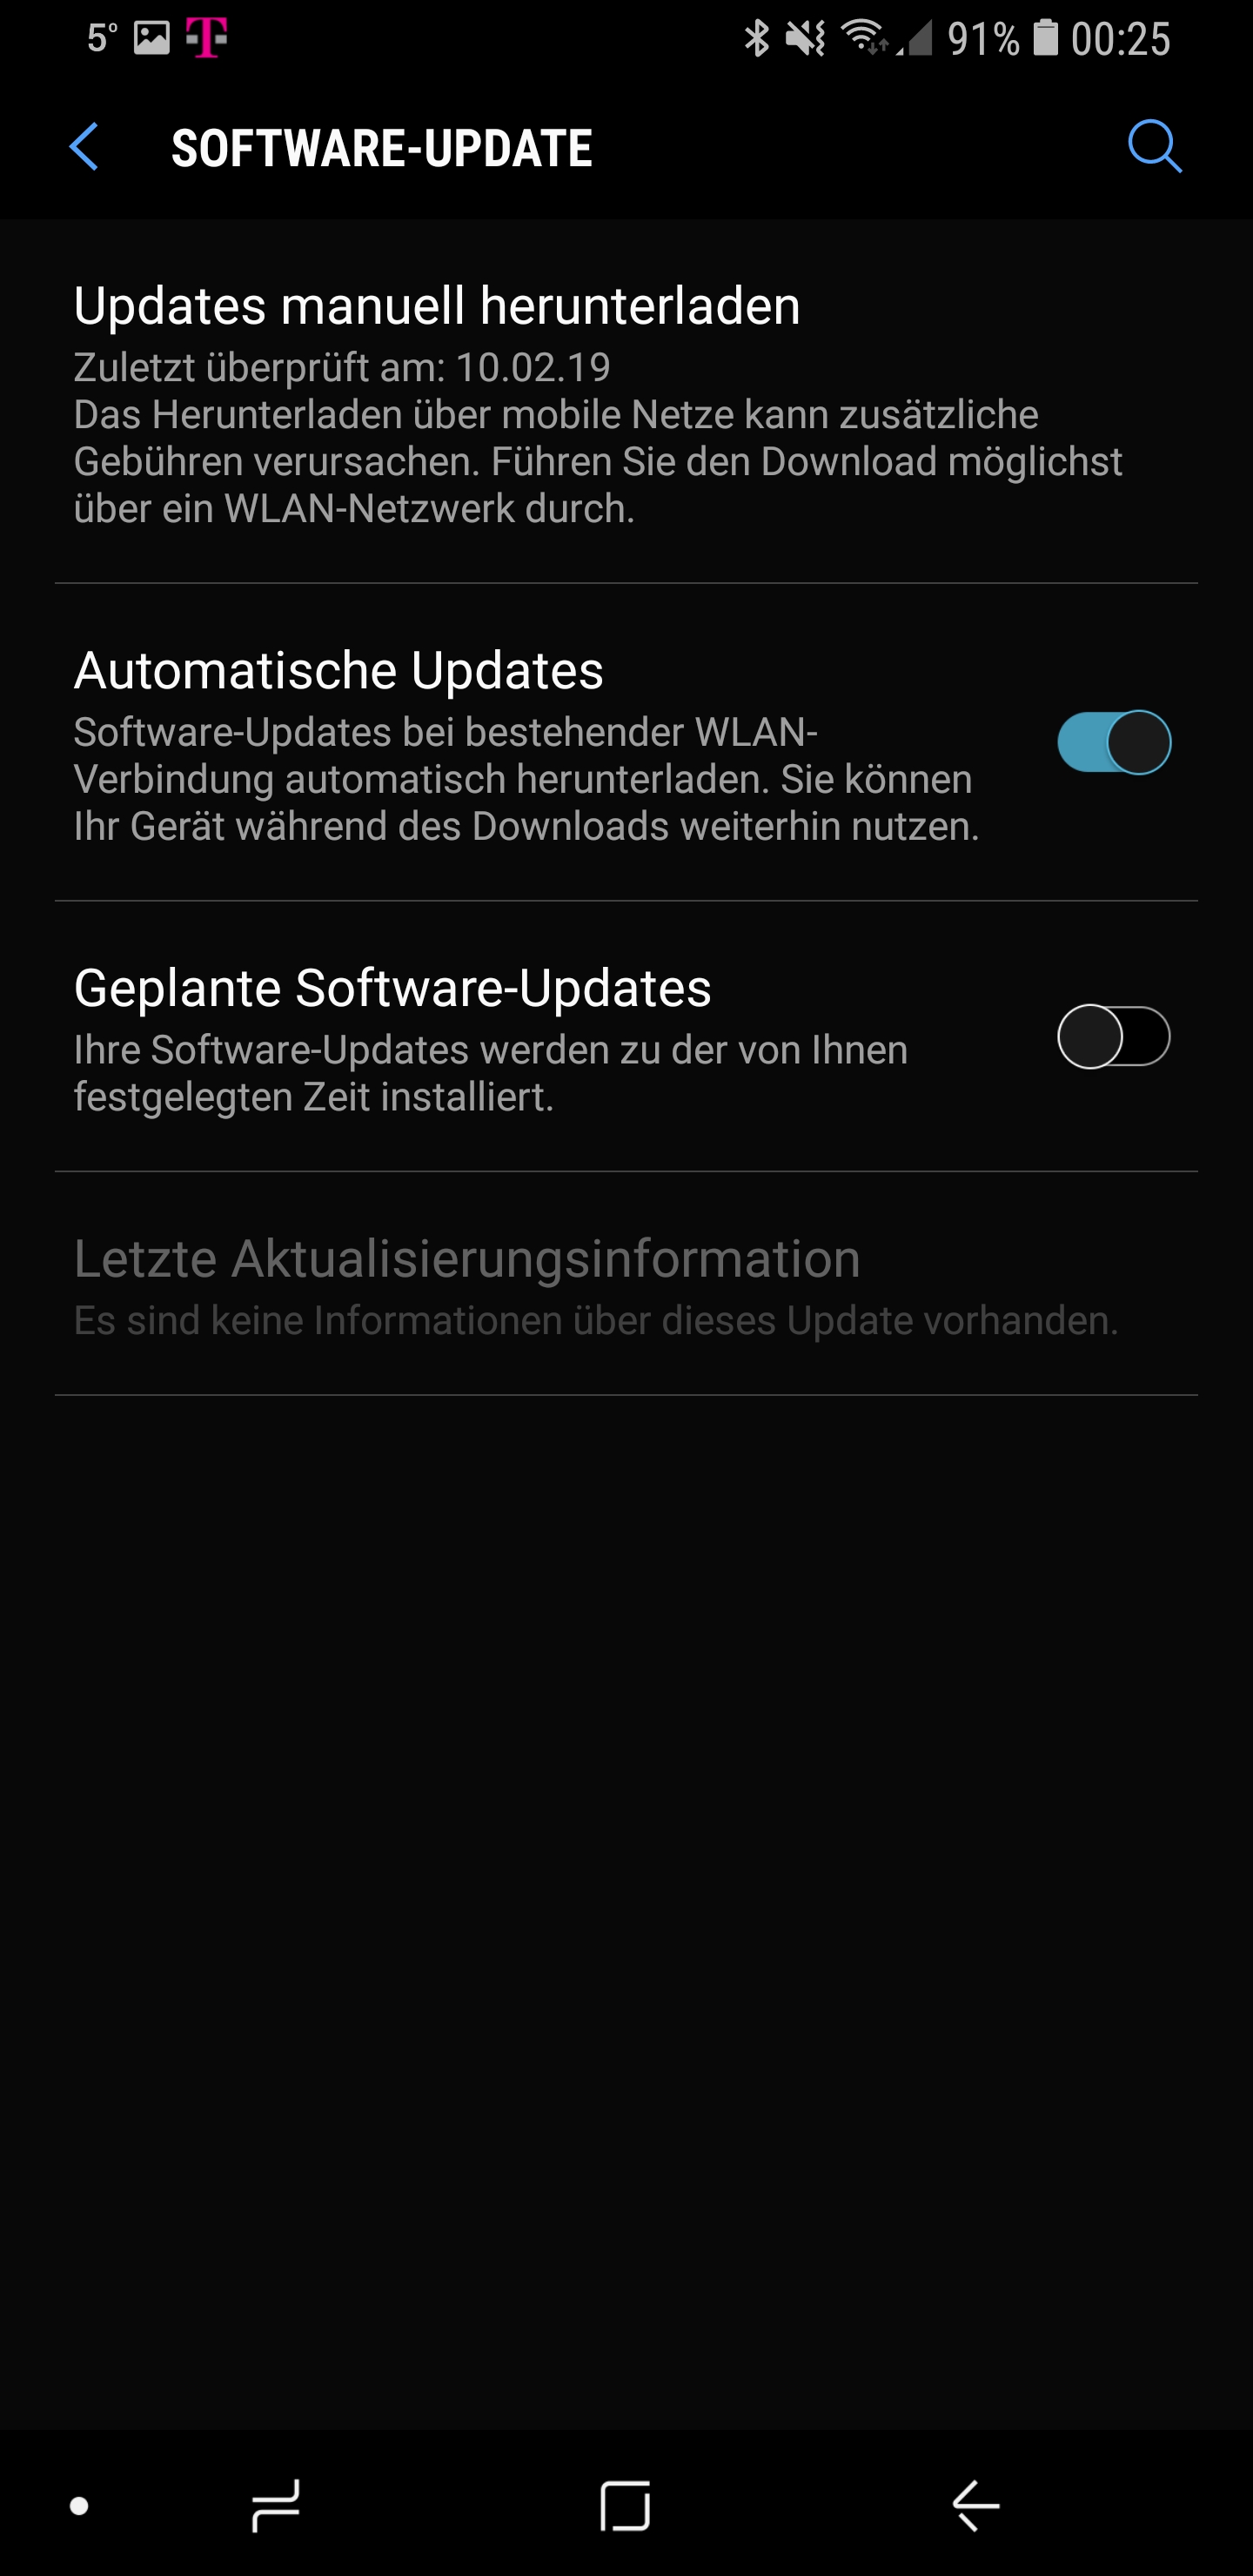 5° T 91% 00:25
SOFTWARE-UPDATE
Updates manuell herunterladen
Zuletzt überprüft am: 10.02.19
Das Herunterladen über mobile Netze kann zusätzliche
Gebühren verursachen. Führen Sie den Download möglichst
über ein WLAN-Netzwerk durch.
Automatische Updates
Software-Updates bei bestehender WLAN-
Verbindung automatisch herunterladen. Sie können
Ihr Gerät während des Downloads weiterhin nutzen.
Geplante Software-Updates
Ihre Software-Updates werden zu der von Ihnen
festgelegten Zeit installiert.
Letzte Aktualisierungsinformation
Es sind keine Informationen über dieses Update vorhanden.